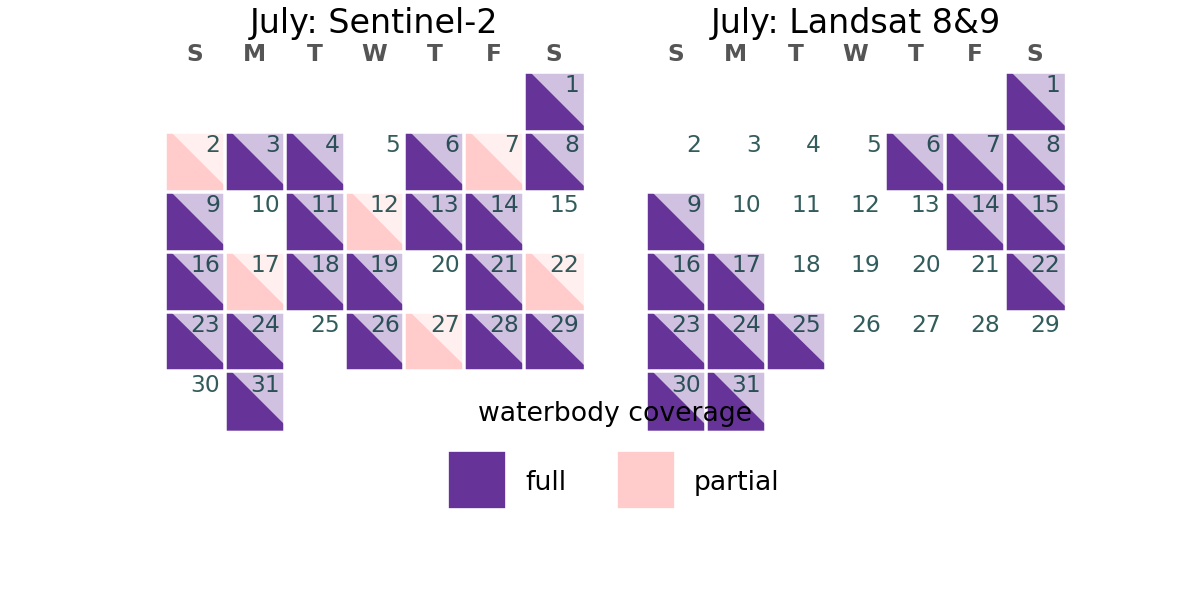 July: Sentinel-2
S M T W T F S
1
2 3 4 5 6 7 8
9 10 11 12 13 14 15
16 17 18 19 20 21 22
23 24 25 26 27 28 29
30 31
July: Landsat 8&9
S M T W T F S
1
2 3 4 5 6 7 8
9 10 11 12 13 14 15
16 17 18 19 20 21 22
23 24 25 26 27 28 29
30 31
waterbody coverage
full partial